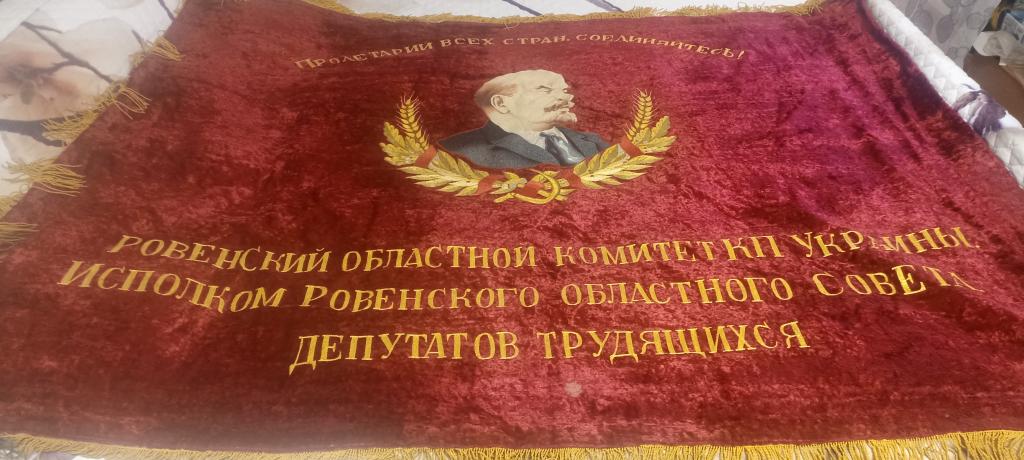 Пролетарии всех стран, соединяйтесь!
РОВЕНСКИЙ ОБЛАСТНОЙ КОМИТЕТ КП УКРАИНЫ,
ИСПОЛКОМ РОВЕНСКОГО ОБЛАСТНОГО СОВЕТА
ДЕПУТАТОВ ТРУДЯЩИХСЯ